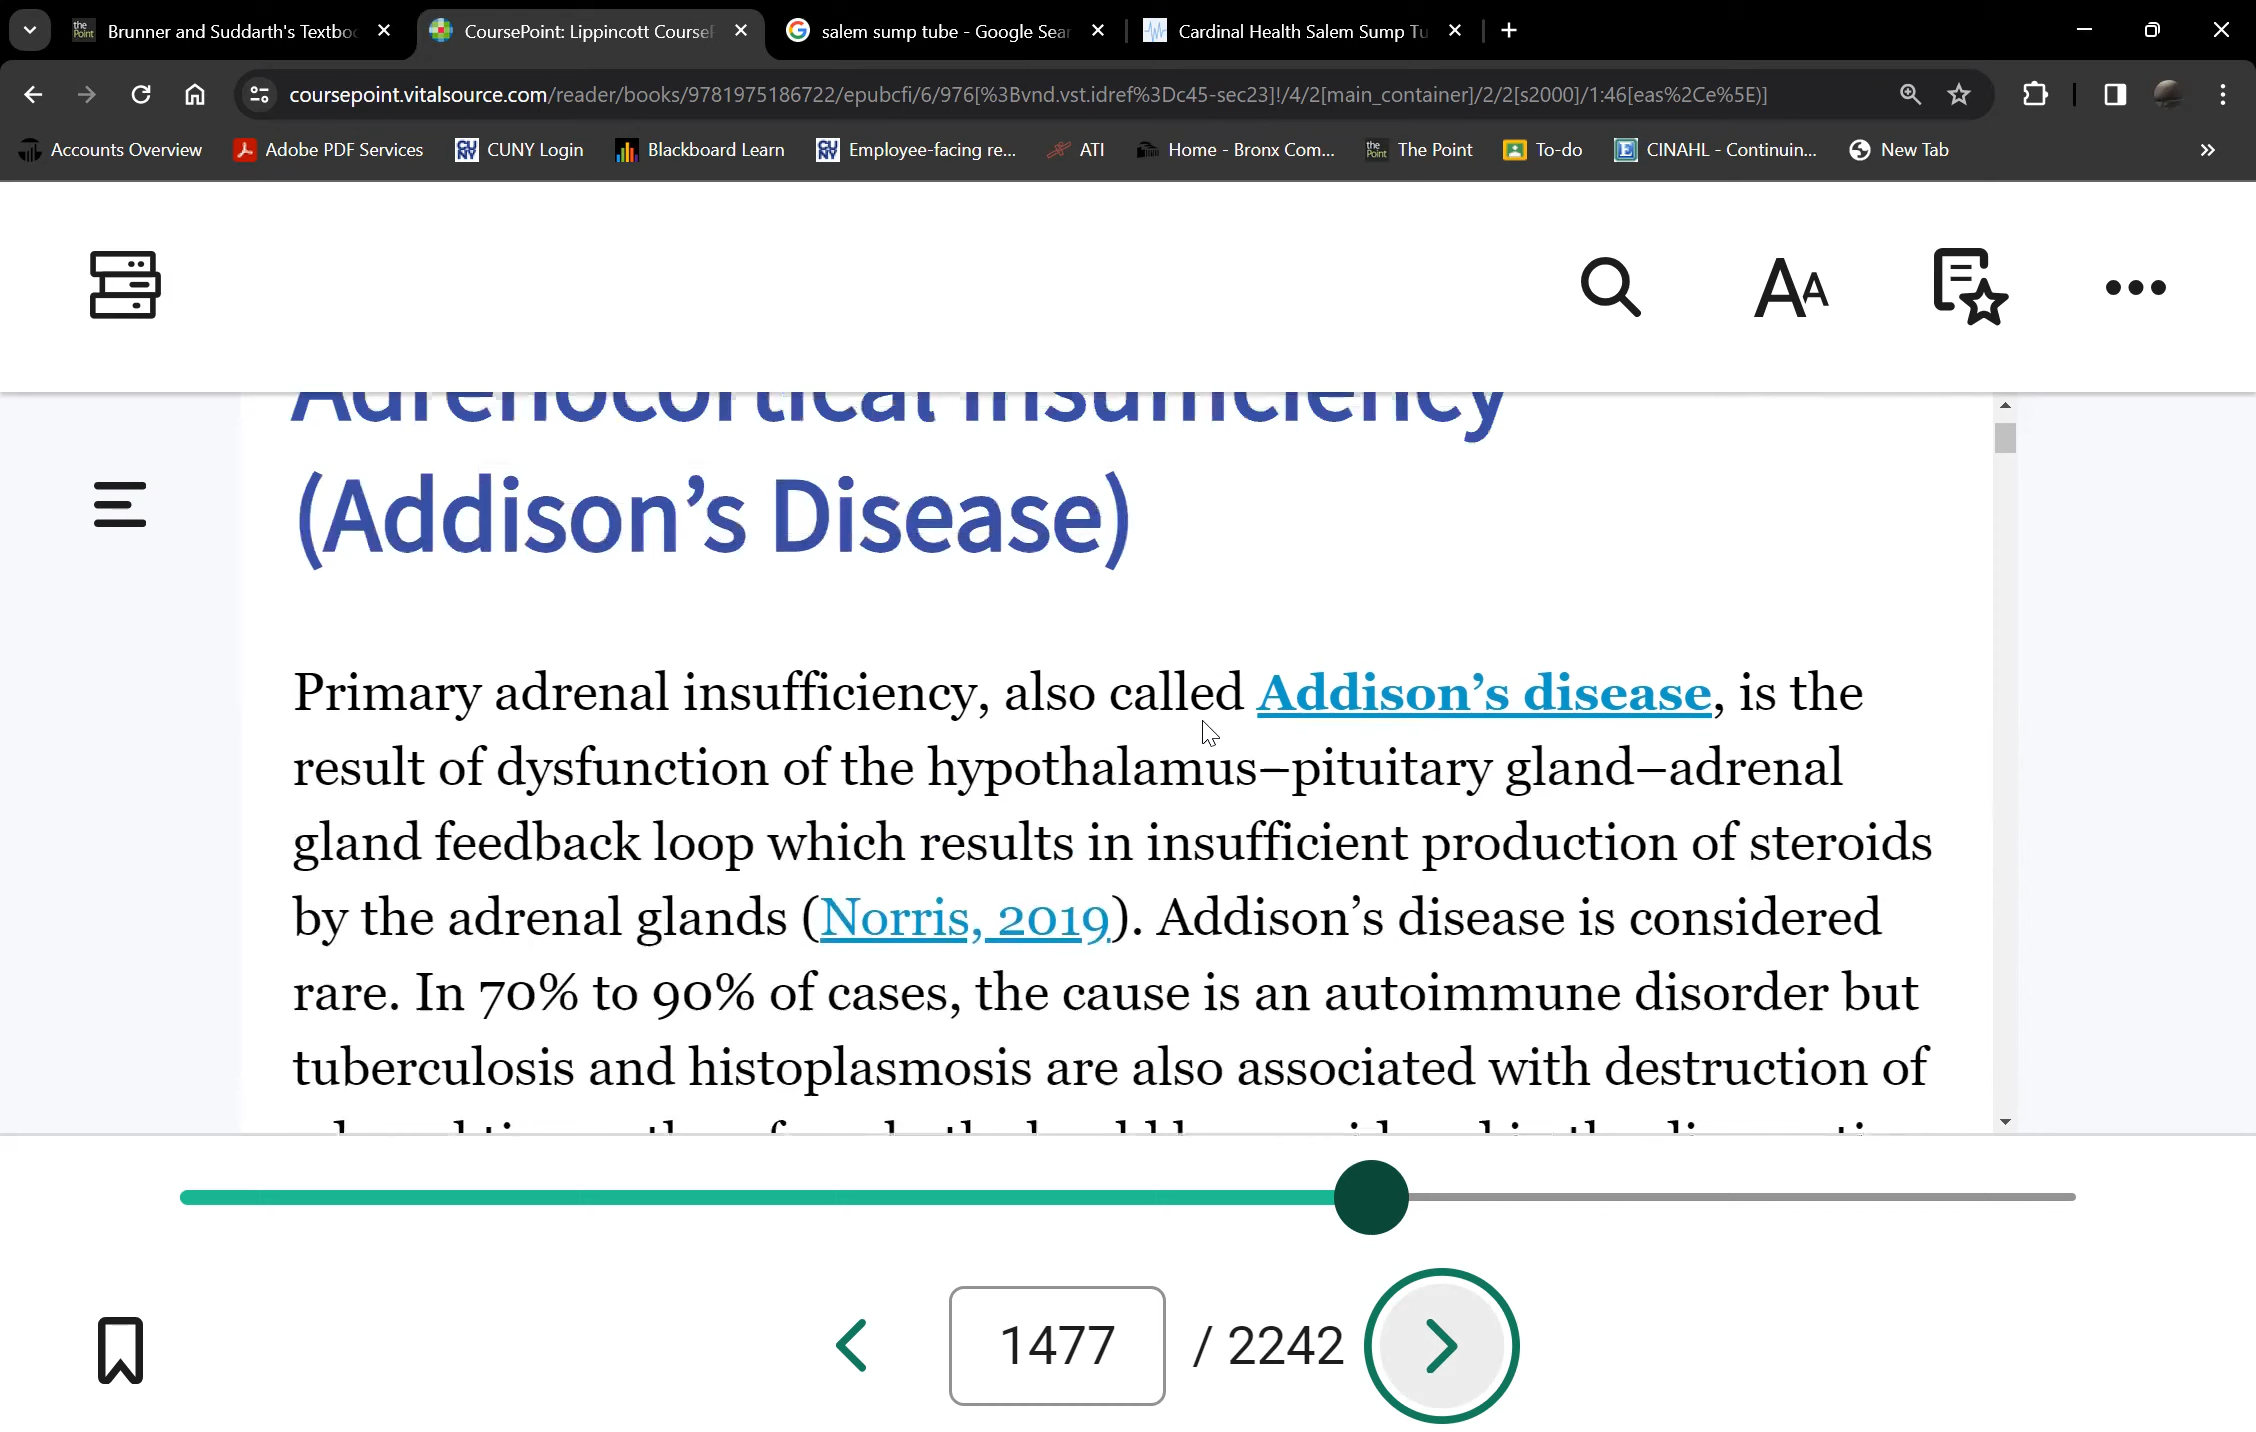 Brunner and Suddarth's Textbo
CoursePoint: Lippincott Course
salem sump tube - Google Sear
Cardinal Health Salem Sump Tu
coursepoint.vitalsource.com/reader/books/9781975186722/epubcfi/6/976[%3Bvnd.vst.idref%3Dc45-sec23]!/4/2[main_container]/2/2[s2000]/1:46[eas%2Ce%5E)]
Accounts Overview
Adobe PDF Services
CUNY Login
Blackboard Learn
Employee-facing re...
ATI
Home - Bronx Com...
The Point
To-do
CINAHL - Continuin...
New Tab
Adrenocortical Insufficiency
(Addison’s Disease)
Primary adrenal insufficiency, also called Addison’s disease, is the
result of dysfunction of the hypothalamus–pituitary gland–adrenal
gland feedback loop which results in insufficient production of steroids
by the adrenal glands (Norris, 2019). Addison’s disease is considered
rare. In 70% to 90% of cases, the cause is an autoimmune disorder but
tuberculosis and histoplasmosis are also associated with destruction of
1477 / 2242